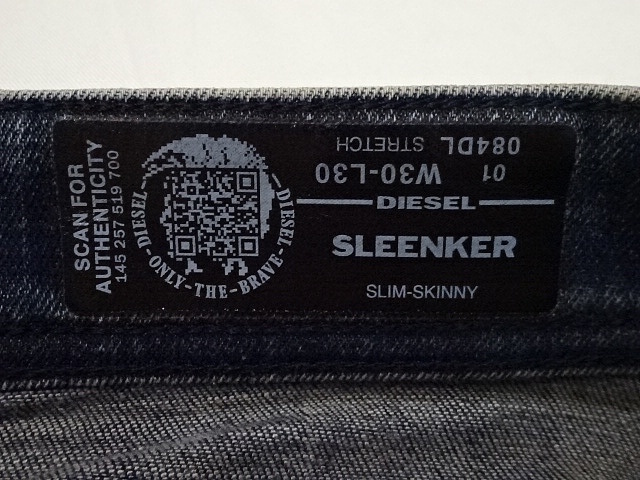 SCAN FOR
AUTHENTICITY
145 257 519 700
DIESEL
ONLY-THE-BRAVE
DIESEL
084DL STRETCH
01 W30-L30
DIESEL
SLEENKER
SLIM-SKINNY